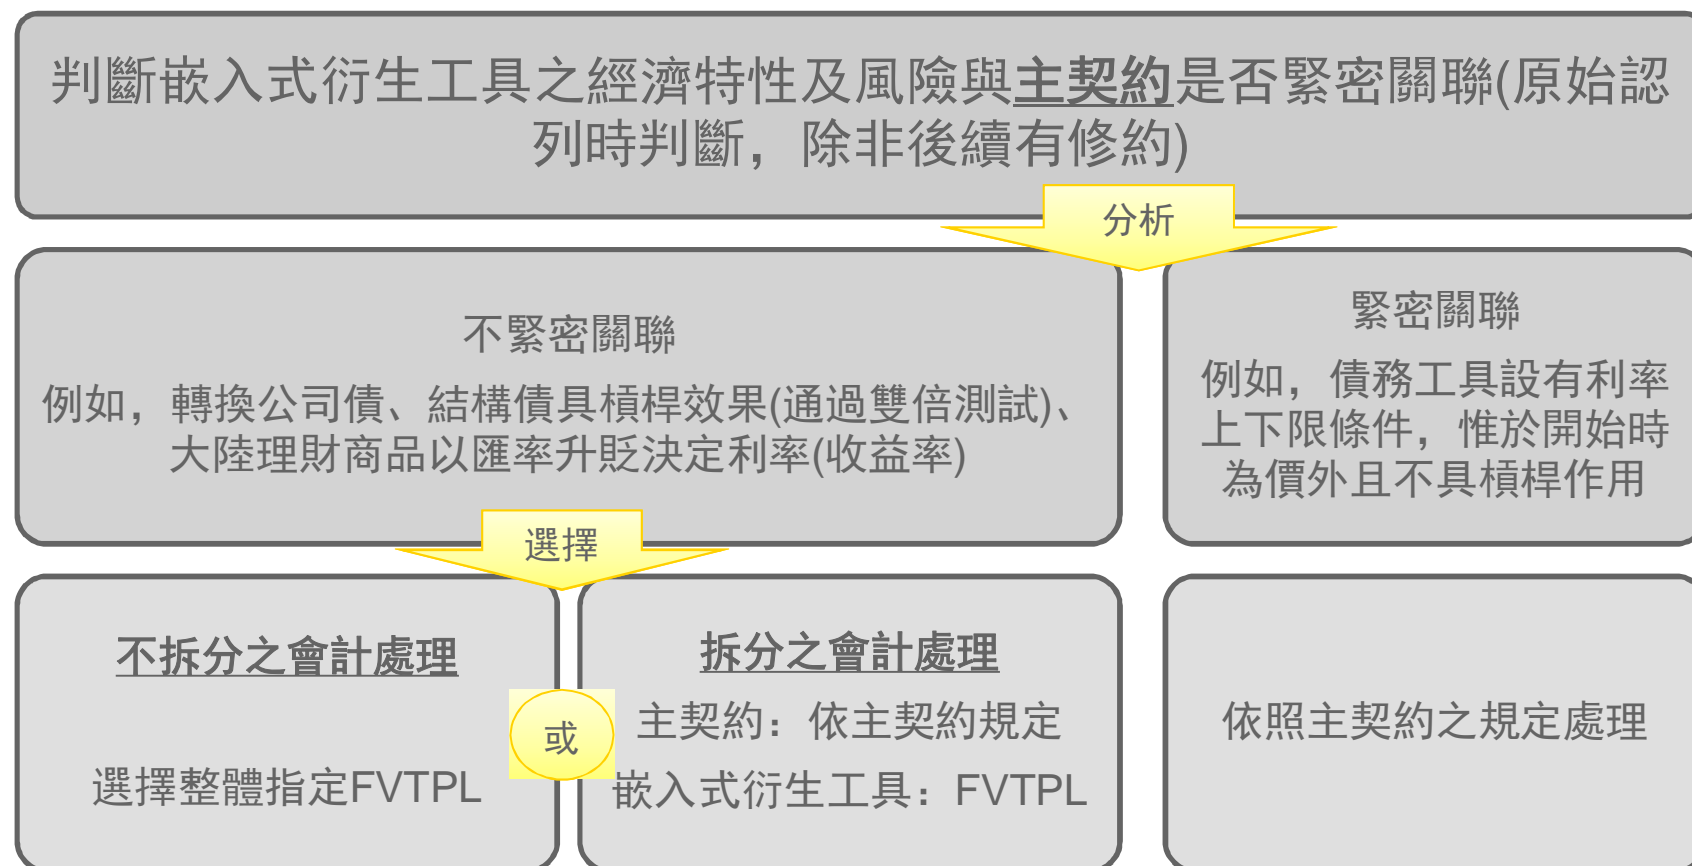 判斷嵌入式衍生工具之經濟特性及風險與主契約是否緊密關聯(原始認
列時判斷，除非後續有修約)
分析
不緊密關聯
例如，轉換公司債、結構債具槓桿效果(通過雙倍測試)、
大陸理財商品以匯率升貶決定利率(收益率)
緊密關聯
例如，債務工具設有利率
上下限條件，惟於開始時
為價外且不具槓桿作用
選擇
不拆分之會計處理
選擇整體指定FVTPL
或
拆分之會計處理
主契約：依主契約規定
嵌入式衍生工具：FVTPL
依照主契約之規定處理